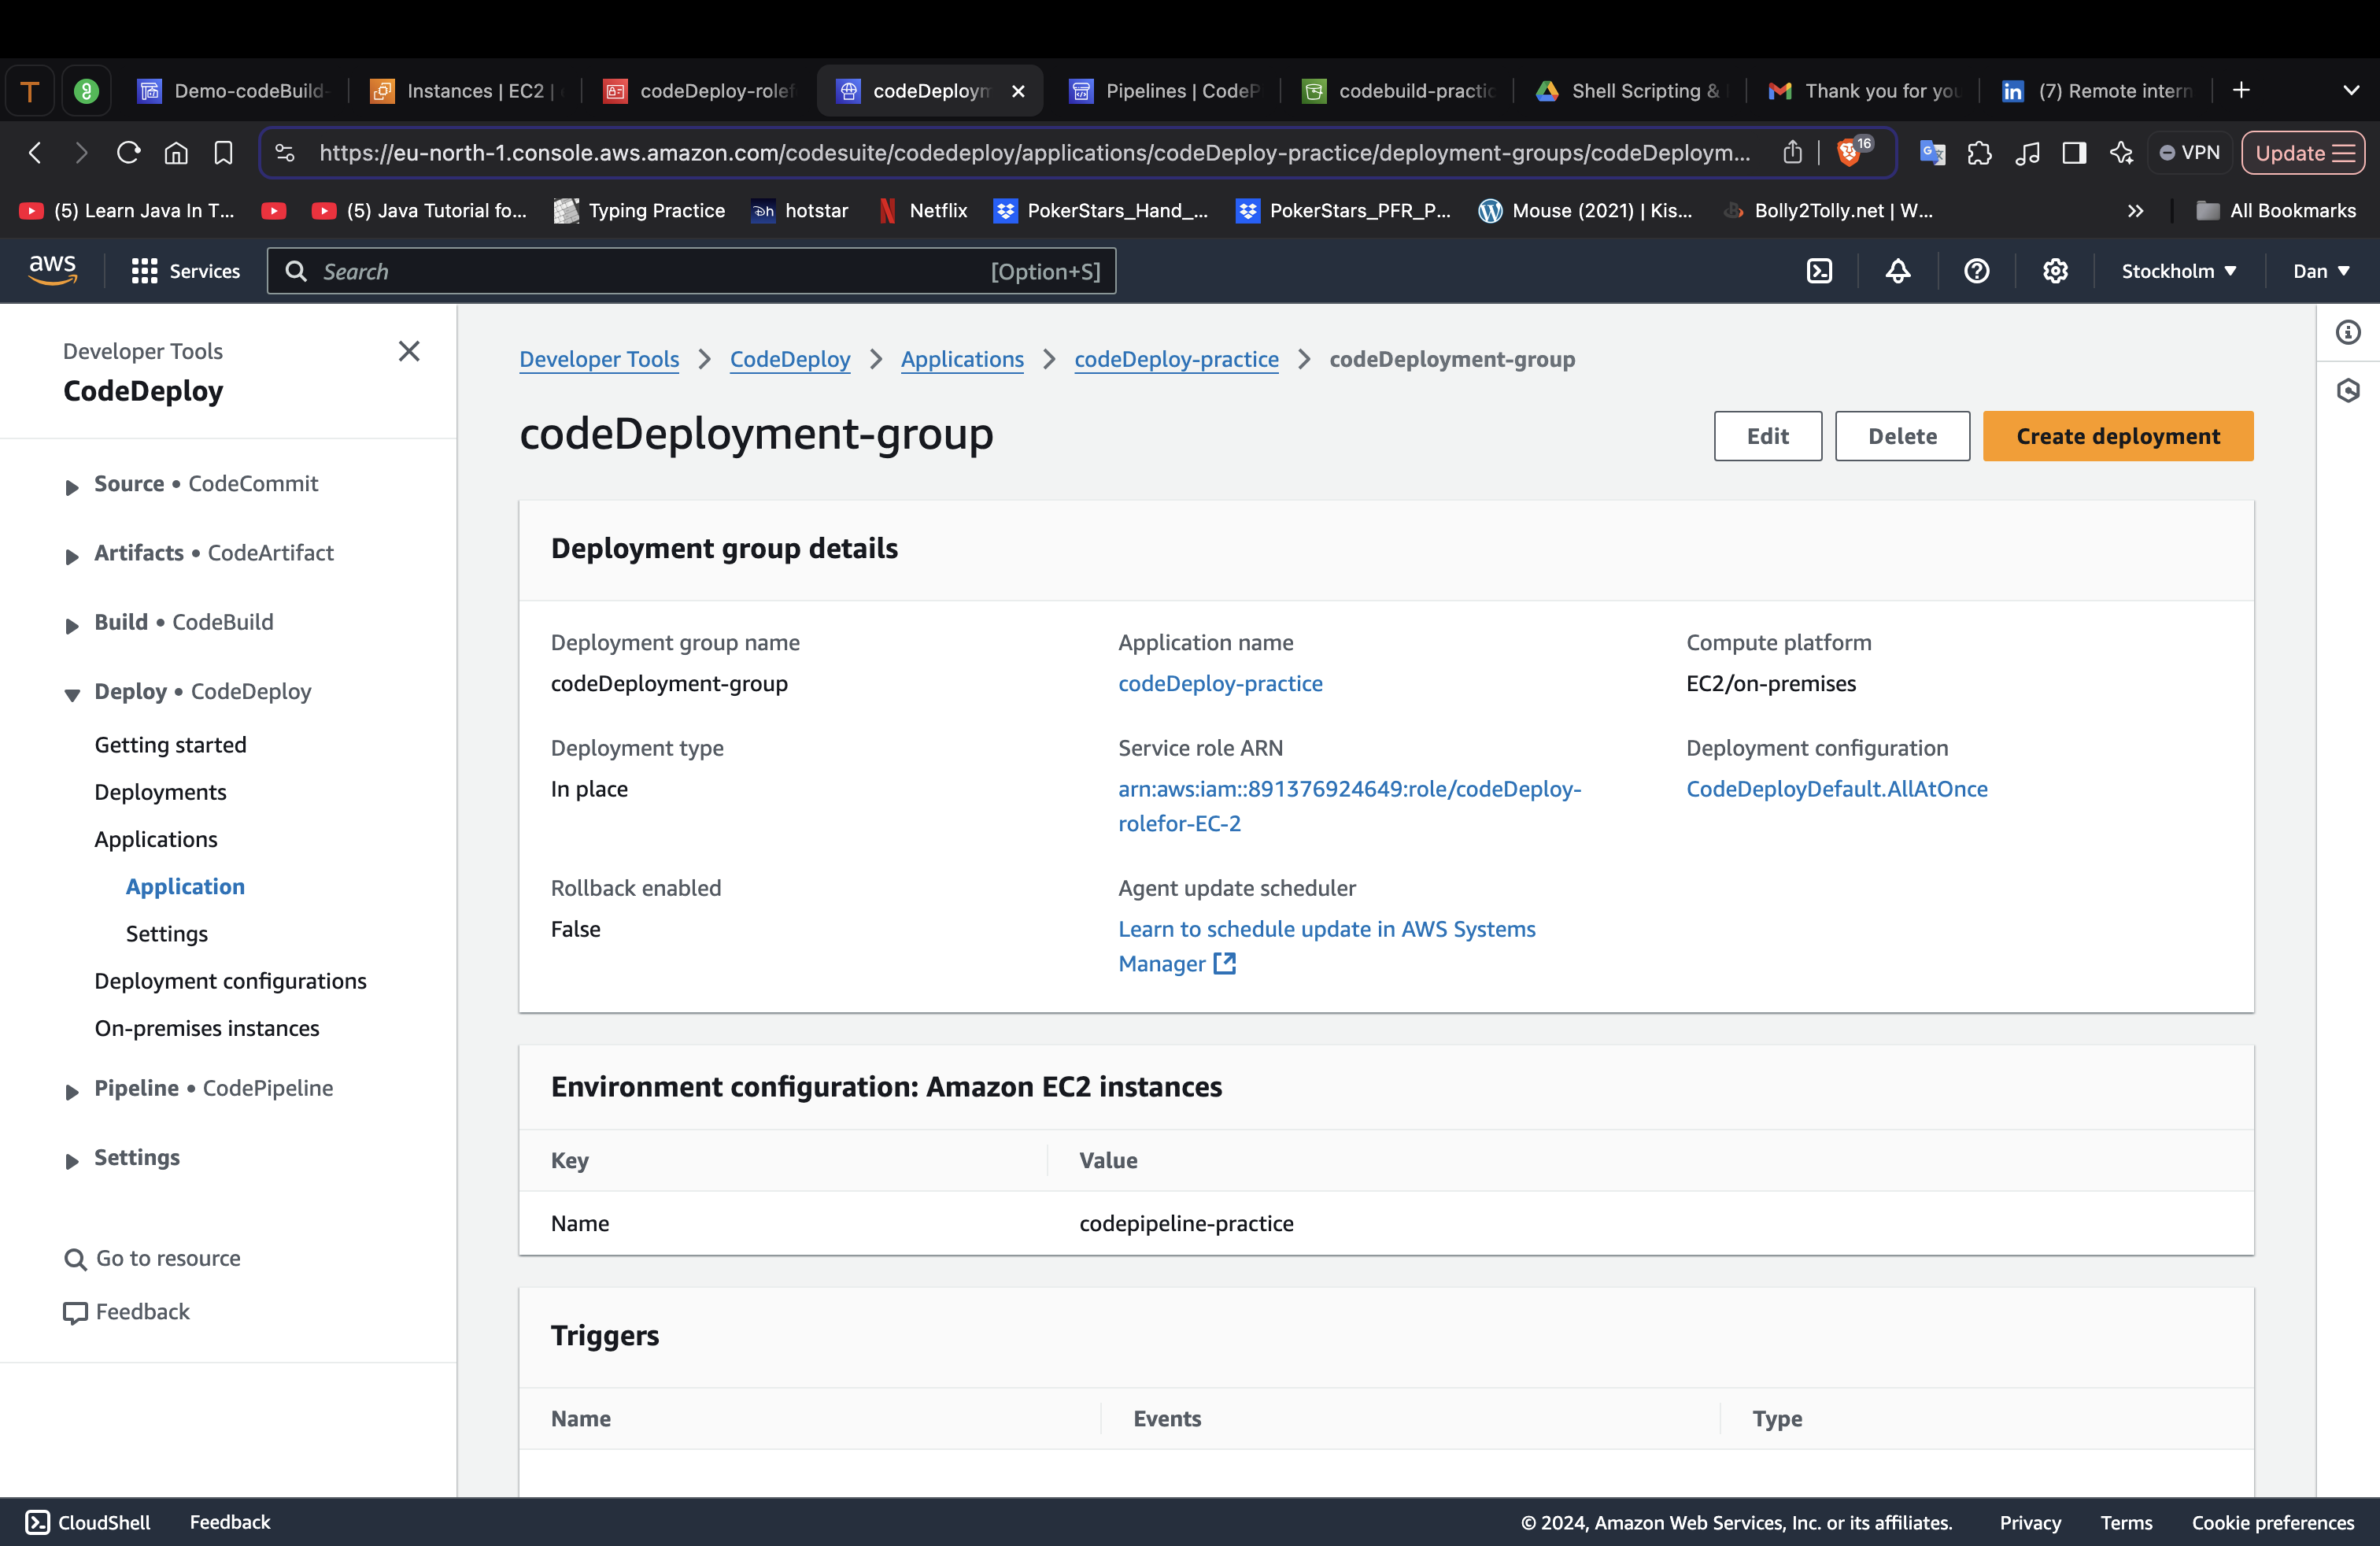 Demo-codeBuild-
Instances | EC2 |
codeDeploy-rolef
codeDeploym
Pipelines | CodeP
codebuild-practic
Shell Scripting &
Thank you for you
(7) Remote intern
https://eu-north-1.console.aws.amazon.com/codesuite/codedeploy/applications/codeDeploy-practice/deployment-groups/codeDeploym...
16
VPN
Update
(5) Learn Java In T...
(5) Java Tutorial fo...
Typing Practice
hotstar
Netflix
PokerStars_Hand_...
PokerStars_PFR_P...
Mouse (2021) | Kis...
Bolly2Tolly.net | W...
All Bookmarks
aws
Services
Search
[Option+S]
Stockholm
Dan
Developer Tools
CodeDeploy
Source • CodeCommit
Artifacts • CodeArtifact
Build • CodeBuild
Deploy • CodeDeploy
Getting started
Deployments
Applications
Application
Settings
Deployment configurations
On-premises instances
Pipeline • CodePipeline
Settings
Go to resource
Feedback
Developer Tools
CodeDeploy
Applications
codeDeploy-practice
codeDeployment-group
codeDeployment-group
Edit
Delete
Create deployment
Deployment group details
Deployment group name
codeDeployment-group
Application name
codeDeploy-practice
Compute platform
EC2/on-premises
Deployment type
In place
Service role ARN
arn:aws:iam::891376924649:role/codeDeploy-
rolefor-EC-2
Deployment configuration
CodeDeployDefault.AllAtOnce
Rollback enabled
False
Agent update scheduler
Learn to schedule update in AWS Systems
Manager
Environment configuration: Amazon EC2 instances
Key
Value
Name
codepipeline-practice
Triggers
Name
Events
Type
CloudShell
Feedback
© 2024, Amazon Web Services, Inc. or its affiliates.
Privacy
Terms
Cookie preferences